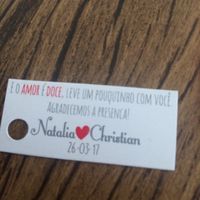 E O AMOR É DOCE, LEVE UM POUQUINHO COM VOCÊ.
AGRADECEMOS A PRESENÇA!
Natalia Christian
26-03-17